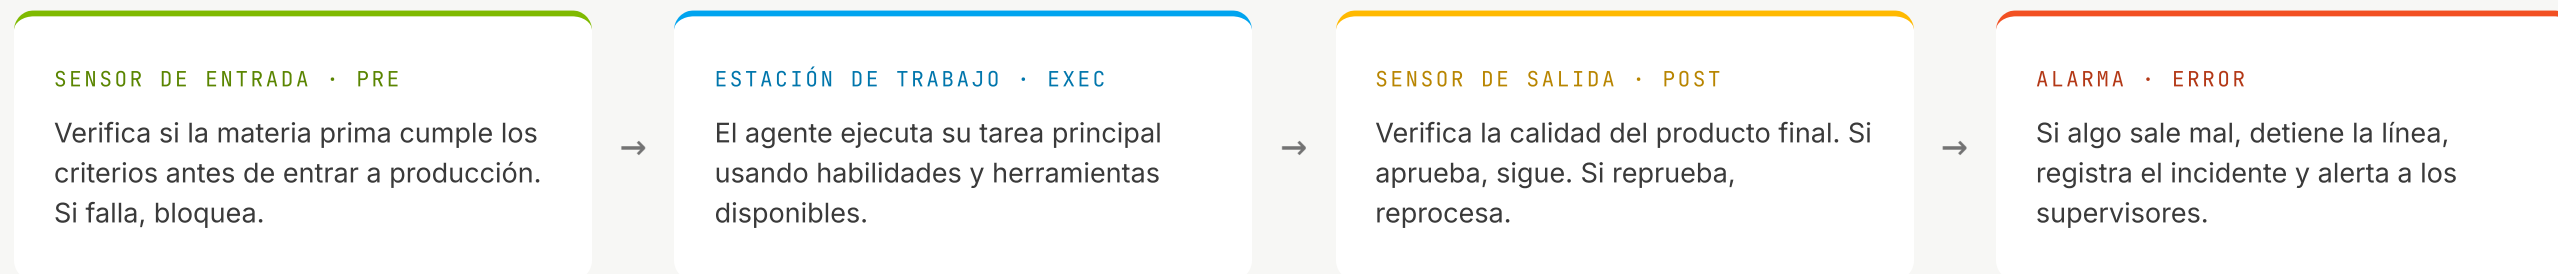 SENSOR DE ENTRADA · PRE
Verifica si la materia prima cumple los
criterios antes de entrar a producción.
Si falla, bloquea.
→
ESTACIÓN DE TRABAJO · EXEC
El agente ejecuta su tarea principal
usando habilidades y herramientas
disponibles.
→
SENSOR DE SALIDA · POST
Verifica la calidad del producto final. Si
aprueba, sigue. Si reprueba,
reprocesa.
→
ALARMA · ERROR
Si algo sale mal, detiene la línea,
registra el incidente y alerta a los
supervisores.